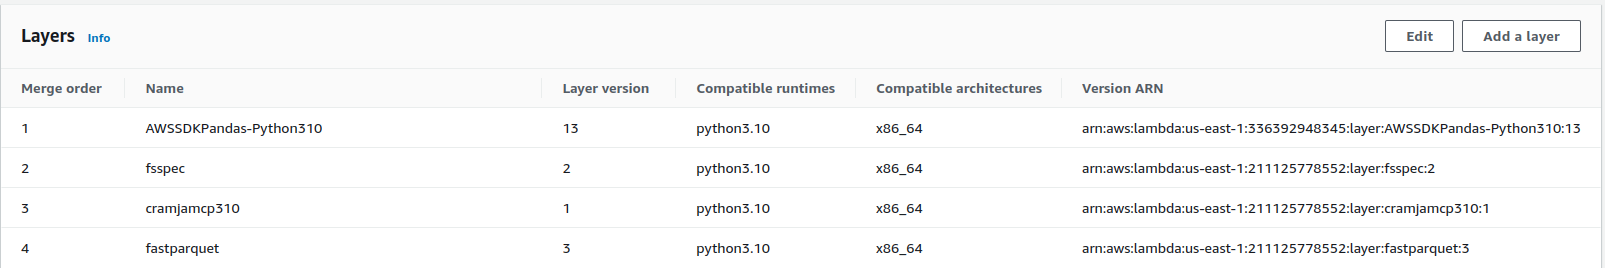 Layers Info Edit Add a layer
Merge order Name Layer version Compatible runtimes Compatible architectures Version ARN
1 AWSSDKPandas-Python310 13 python3.10 x86_64 arn:aws:lambda:us-east-1:336392948345:layer:AWSSDKPandas-Python310:13
2 fsspec 2 python3.10 x86_64 arn:aws:lambda:us-east-1:211125778552:layer:fsspec:2
3 cramjamcp310 1 python3.10 x86_64 arn:aws:lambda:us-east-1:211125778552:layer:cramjamcp310:1
4 fastparquet 3 python3.10 x86_64 arn:aws:lambda:us-east-1:211125778552:layer:fastparquet:3